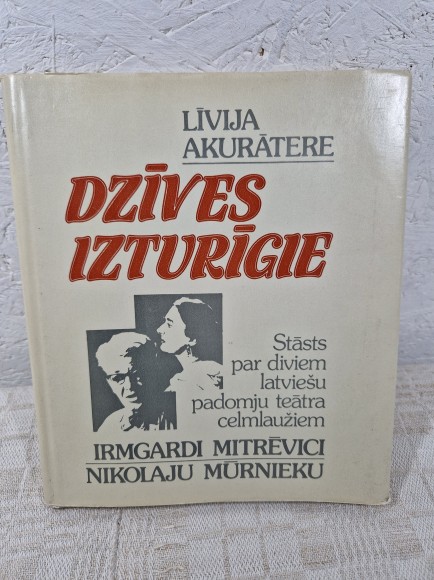 LĪVIJA
AKURĀTERE
DZĪVES
IZTURĪGIE
Stāsts
par diviem
latviešu
padomju teātra
celmlaužiem
IRMGARDI MITRĒVICI
NIKOLAJU MŪRNIEKU